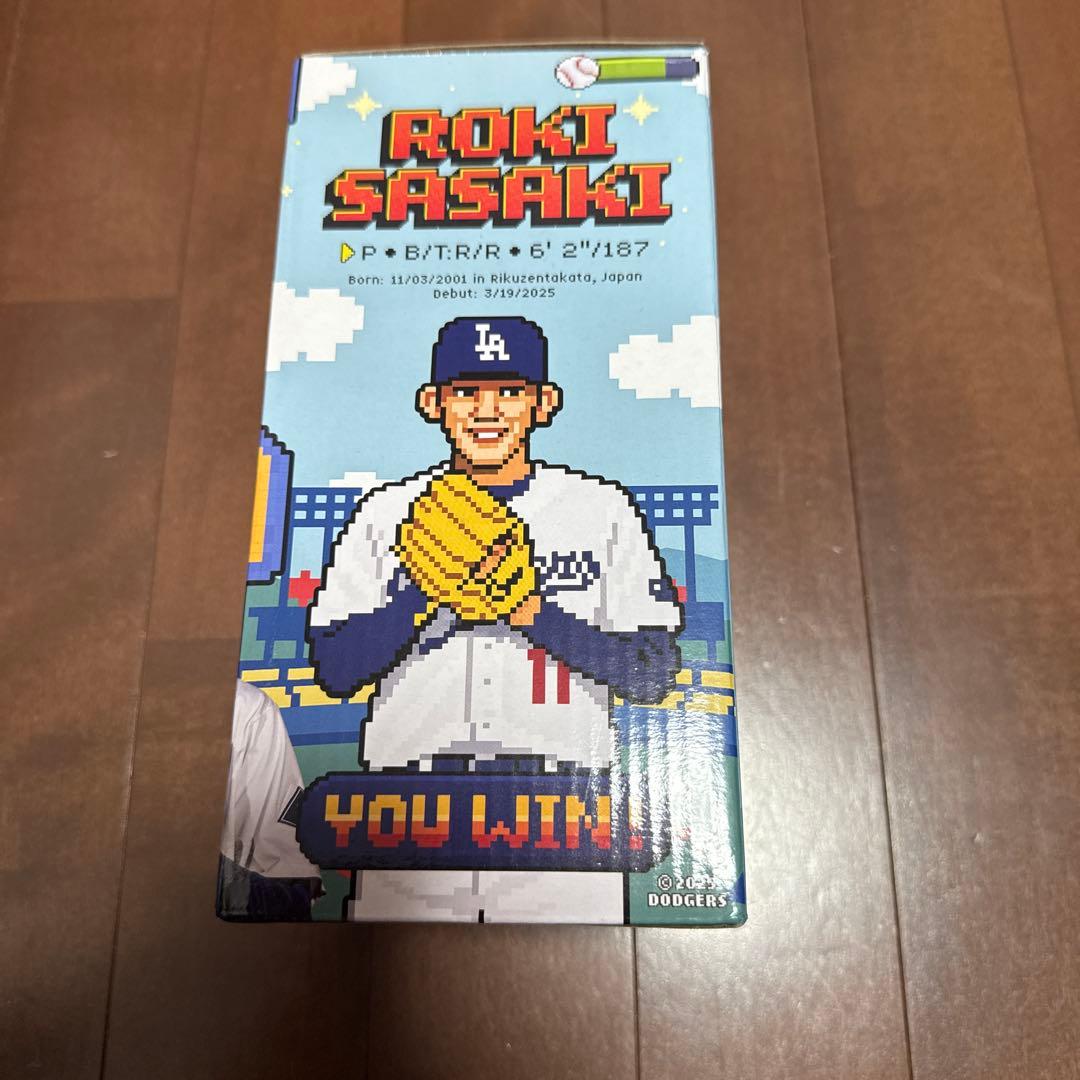 ROKI
SASAKI
P • B/T:R/R • 6' 2"/187
Born: 11/03/2001 in Rikuzentakata, Japan
Debut: 3/19/2025
LA
11
YOU WIN!
© 2025
DODGERS